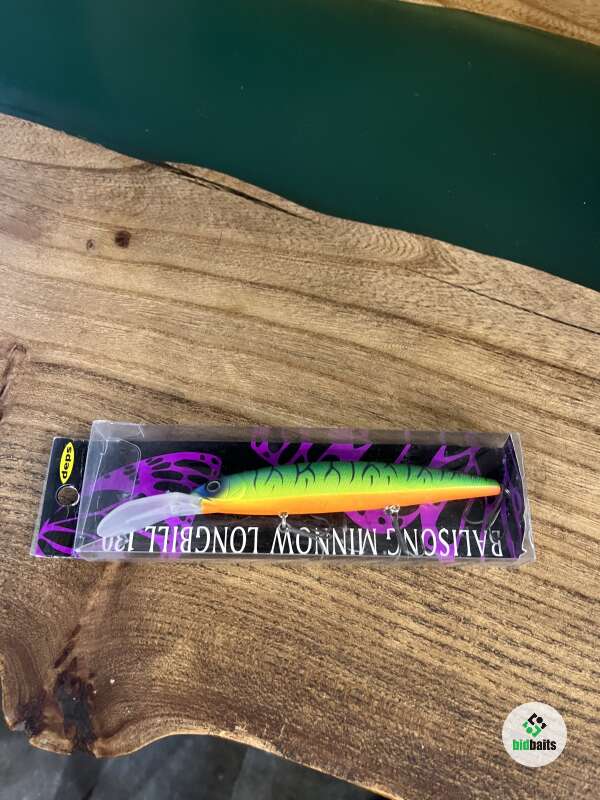 deps
BALISONG MINNOW LONGBILL 130
bidbaits